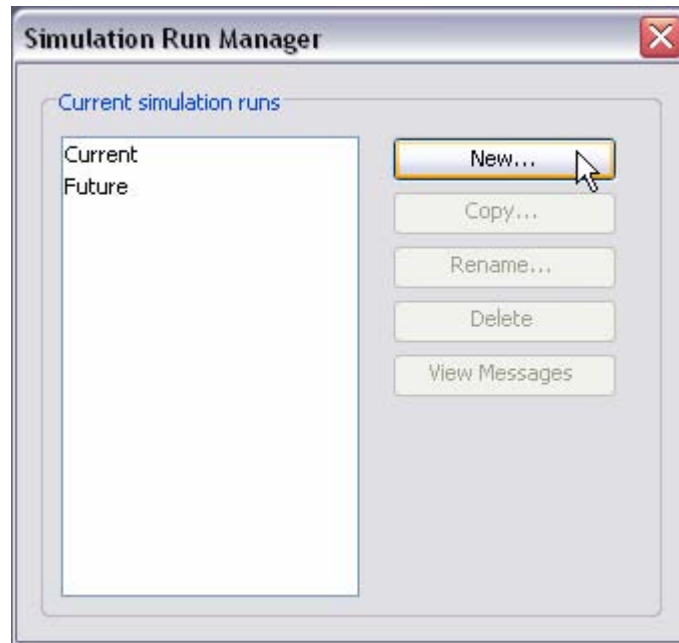 Simulation Run Manager
Current simulation runs
Current
Future
New...
Copy...
Rename...
Delete
View Messages